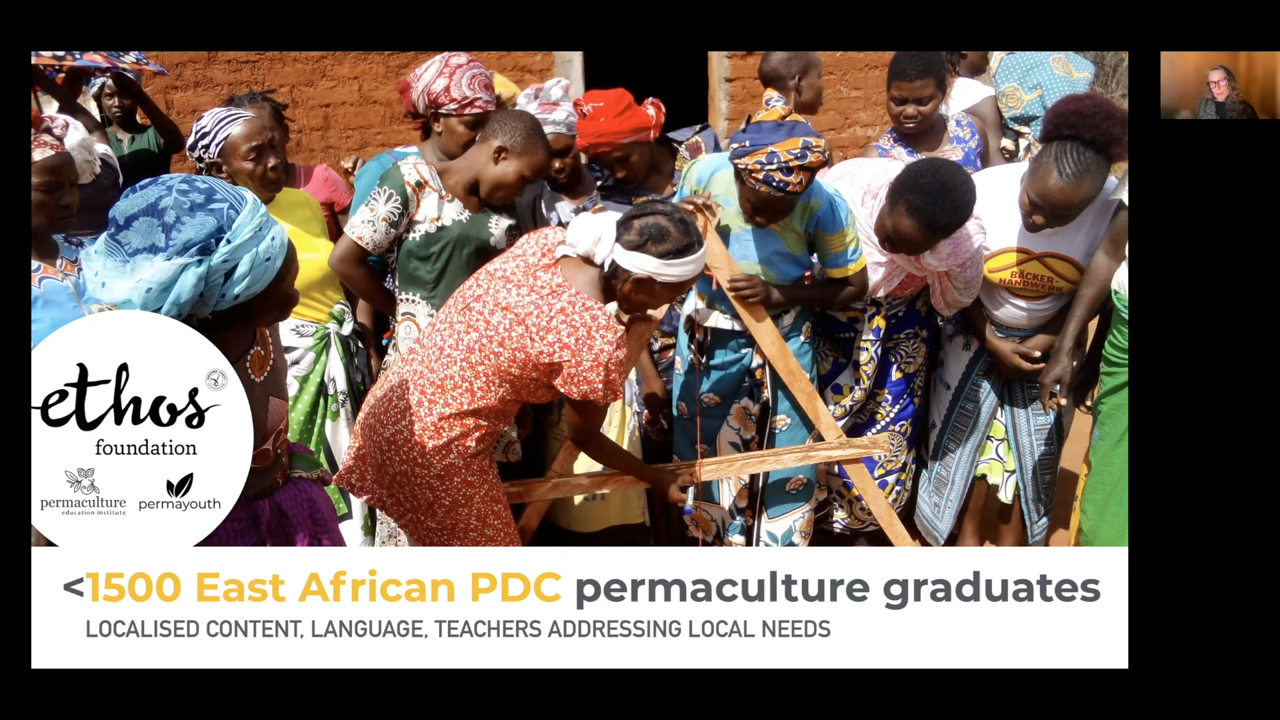 BÄCKER-
HANDWERK
ethos
foundation
permaculture
education institute
permayouth
<1500 East African PDC permaculture graduates
LOCALISED CONTENT, LANGUAGE, TEACHERS ADDRESSING LOCAL NEEDS